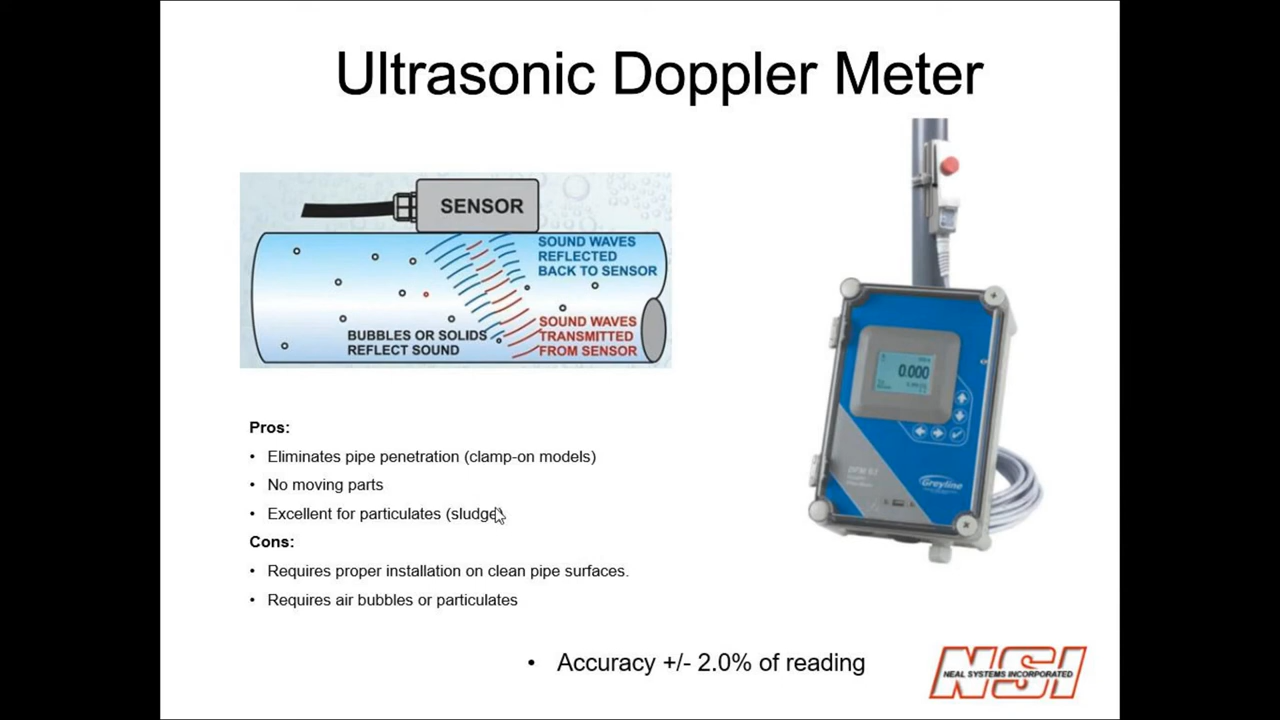 Ultrasonic Doppler Meter
SENSOR
SOUND WAVES
REFLECTED
BACK TO SENSOR
BUBBLES OR SOLIDS
REFLECT SOUND
SOUND WAVES
TRANSMITTED
FROM SENSOR
0.000
Greyline
Pros:
• Eliminates pipe penetration (clamp-on models)
• No moving parts
• Excellent for particulates (sludge)
Cons:
• Requires proper installation on clean pipe surfaces.
• Requires air bubbles or particulates
• Accuracy +/- 2.0% of reading
NSI
NEAL SYSTEMS INCORPORATED